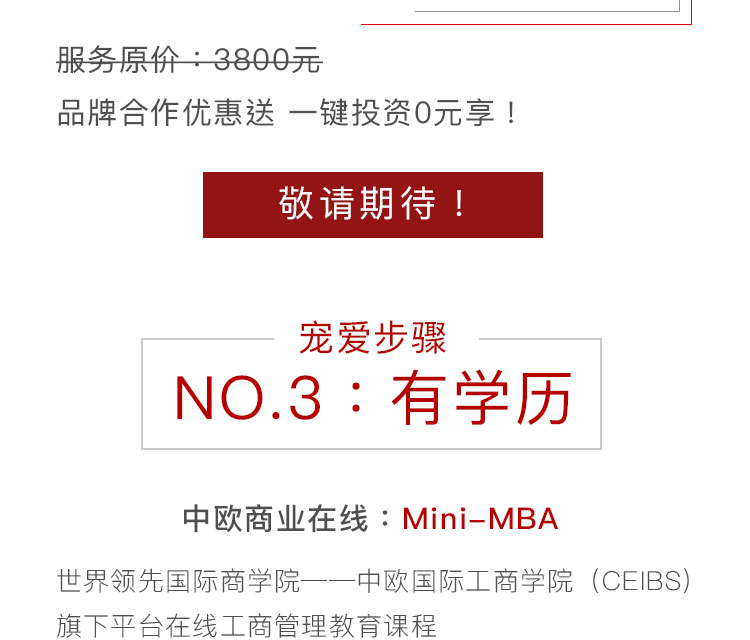 服务原价：3800元
品牌合作优惠送 一键投资0元享！
敬请期待！
宠爱步骤
NO.3：有学历
中欧商业在线：Mini-MBA
世界领先国际商学院——中欧国际工商学院（CEIBS）
旗下平台在线工商管理教育课程